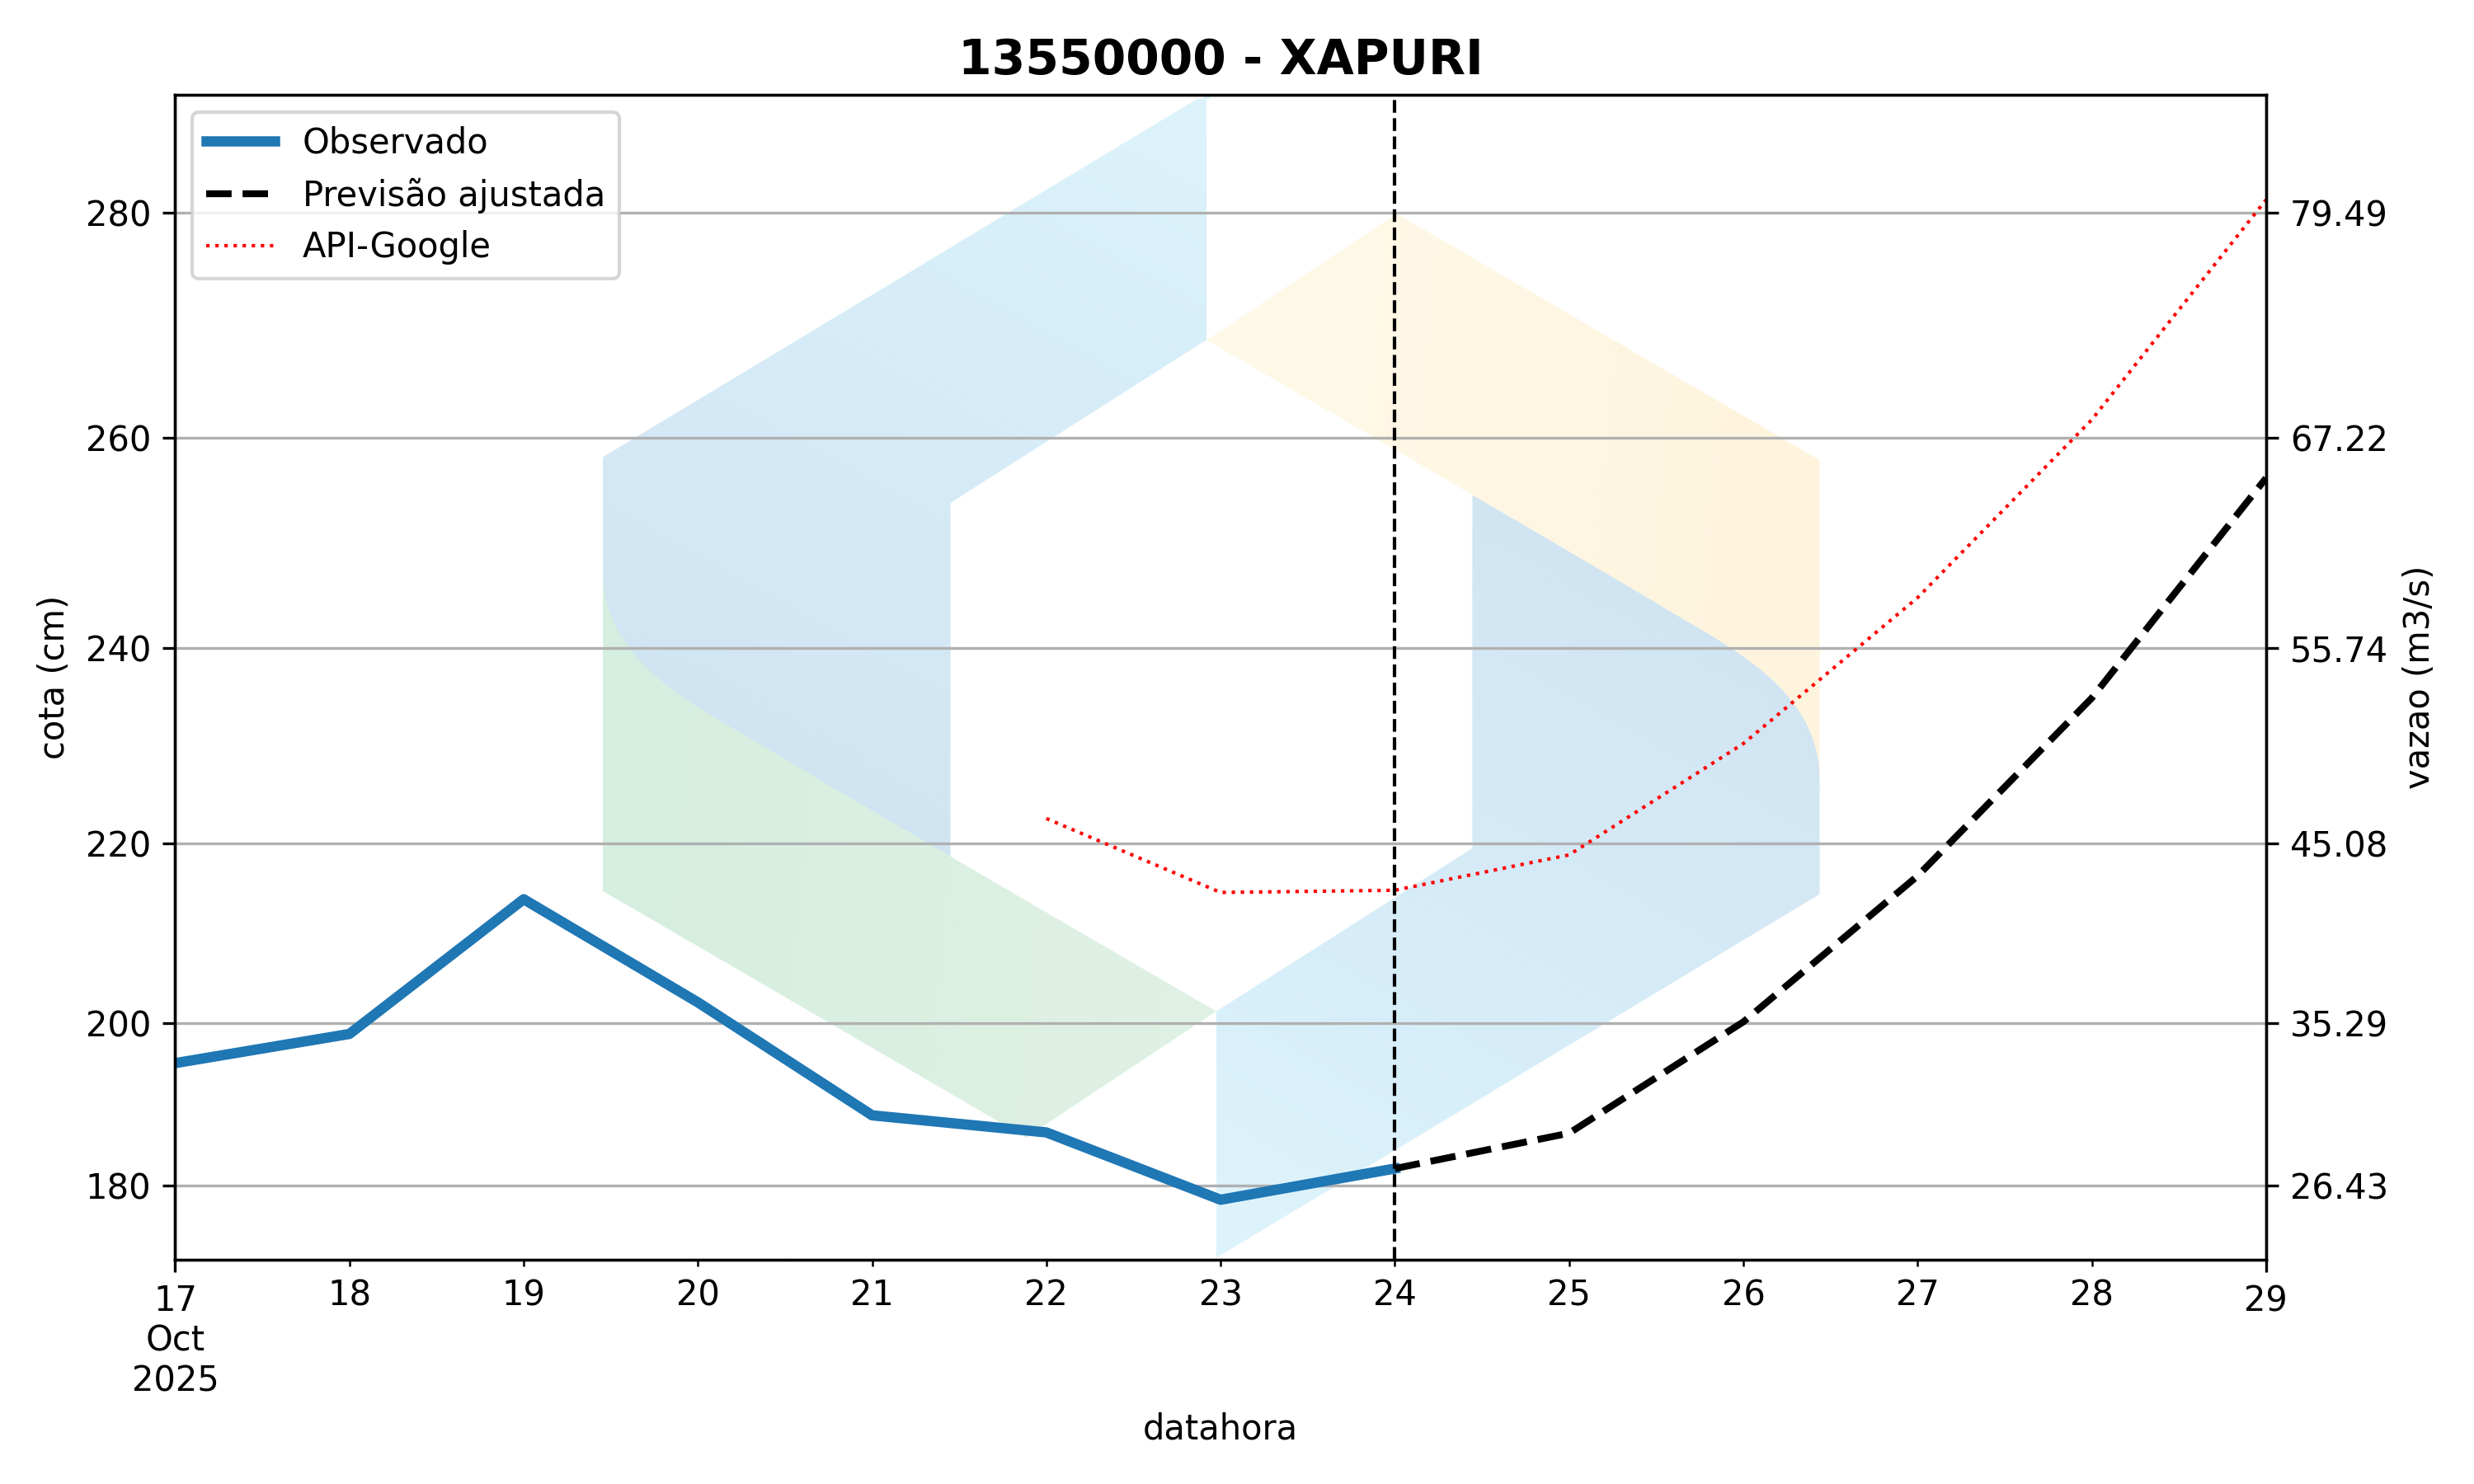 13550000 - XAPURI
Observado
Previsão ajustada
API-Google
280
260
240
220
200
180
cota (cm)
79.49
67.22
55.74
45.08
35.29
26.43
vazao (m3/s)
17 18 19 20 21 22 23 24 25 26 27 28 29
Oct
2025
datahora